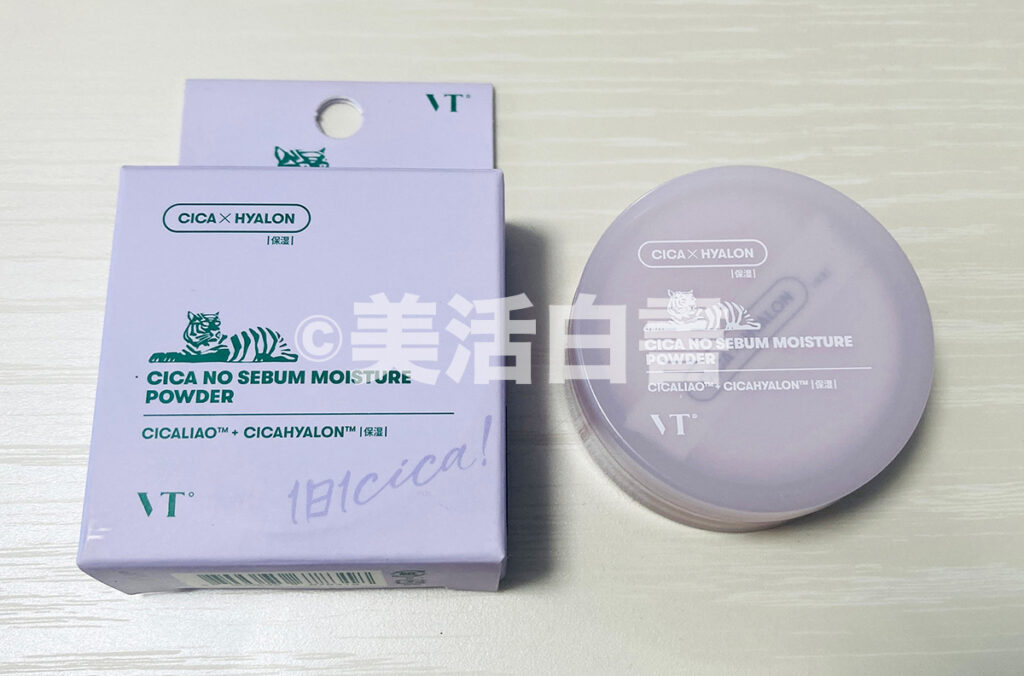 VT°
CICA×HYALON
|保湿|
CICA NO SEBUM MOISTURE
POWDER
CICALIAO™ + CICAHYALON™ |保湿|
1日1cica!
VT°
CICA×HYALON
|保湿|
CICA NO SEBUM MOISTURE
POWDER
CICALIAO™ + CICAHYALON™ |保湿|
VT°
©美活白書